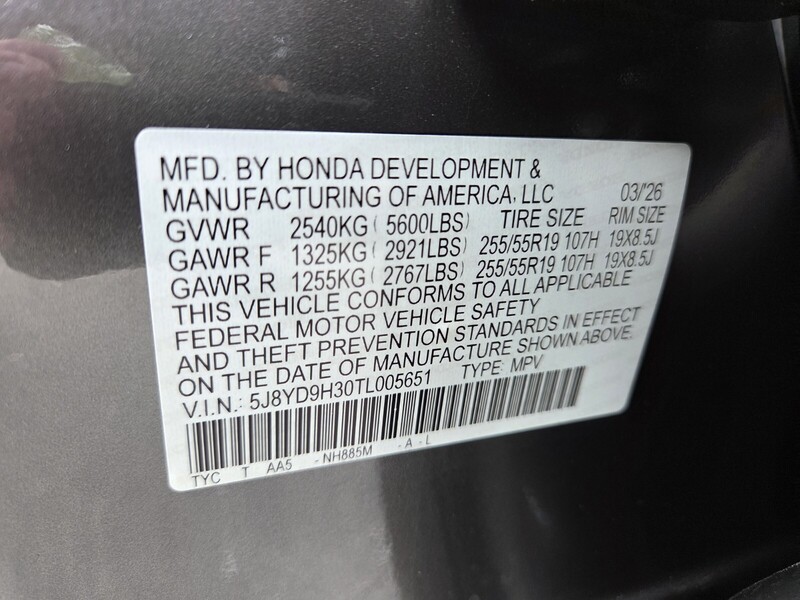 MFD. BY HONDA DEVELOPMENT &
MANUFACTURING OF AMERICA, LLC 03/'26
GVWR 2540KG ( 5600LBS) TIRE SIZE RIM SIZE
GAWR F 1325KG ( 2921LBS) 255/55R19 107H 19X8.5J
GAWR R 1255KG ( 2767LBS) 255/55R19 107H 19X8.5J
THIS VEHICLE CONFORMS TO ALL APPLICABLE
FEDERAL MOTOR VEHICLE SAFETY
AND THEFT PREVENTION STANDARDS IN EFFECT
ON THE DATE OF MANUFACTURE SHOWN ABOVE.
V.I.N.: 5J8YD9H30TL005651 TYPE: MPV
TYC T AA5 -NH885M -A-L